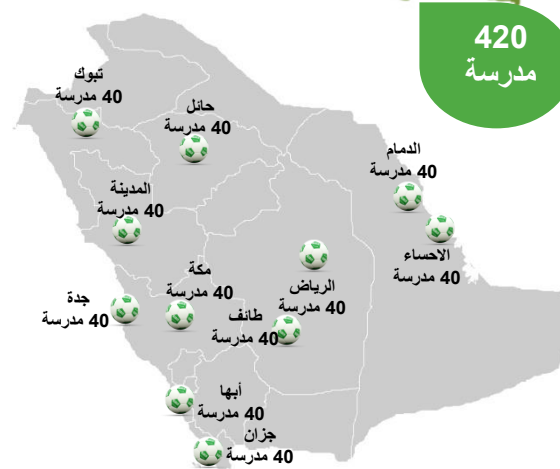 420
مدرسة
تبوك
40 مدرسة
حائل
40 مدرسة
الدمام
40 مدرسة
المدينة
40 مدرسة
الاحساء
40 مدرسة
مكة
40 مدرسة
الرياض
40 مدرسة
جدة
40 مدرسة
طائف
40 مدرسة
أبها
40 مدرسة
جزان
40 مدرسة